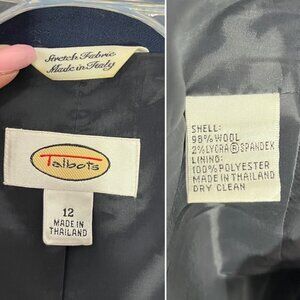 Stretch Fabric
Made in Italy
Talbots
12
MADE IN
THAILAND
SHELL:
98% WOOL
2% LYCRA®SPANDEX
LINING:
100% POLYESTER
MADE IN THAILAND
DRY CLEAN